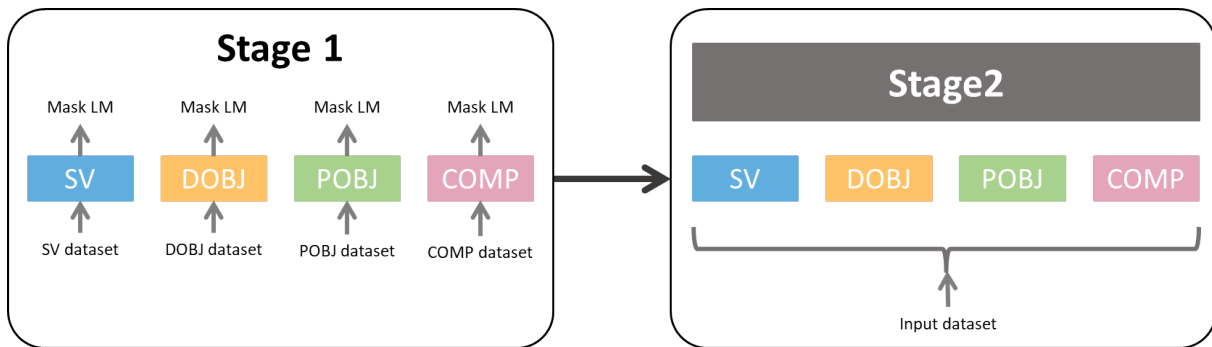 Stage 1
Mask LM Mask LM Mask LM Mask LM
SV DOBJ POBJ COMP
SV dataset DOBJ dataset POBJ dataset COMP dataset
Stage2
SV DOBJ POBJ COMP
Input dataset